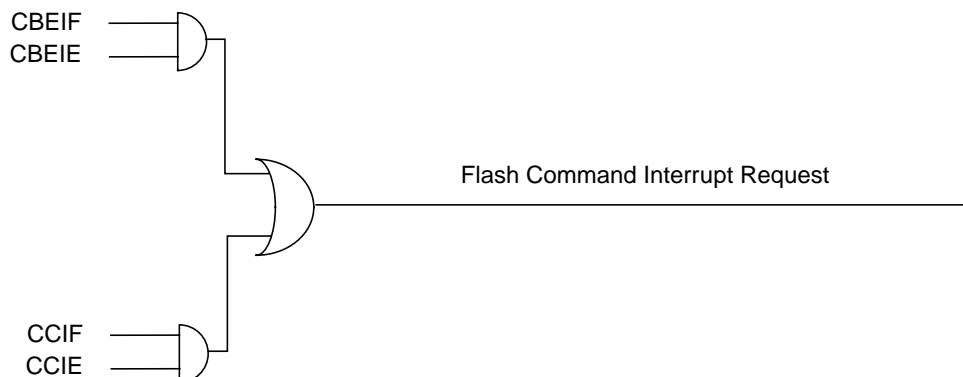 CBEIF
CBEIE
Flash Command Interrupt Request
CCIF
CCIE